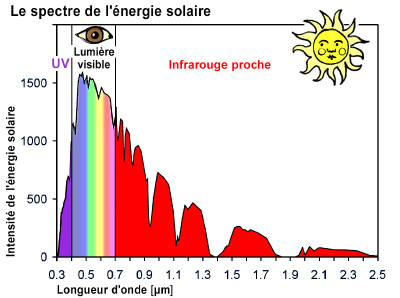 Le spectre de l'énergie solaire
UV
Lumière
visible
Infrarouge proche
Intensité de l'énergie solaire
1500
1000
500
0
0.3 0.5 0.7 0.9 1.1 1.3 1.5 1.7 1.9 2.1 2.3 2.5
Longueur d'onde [µm]